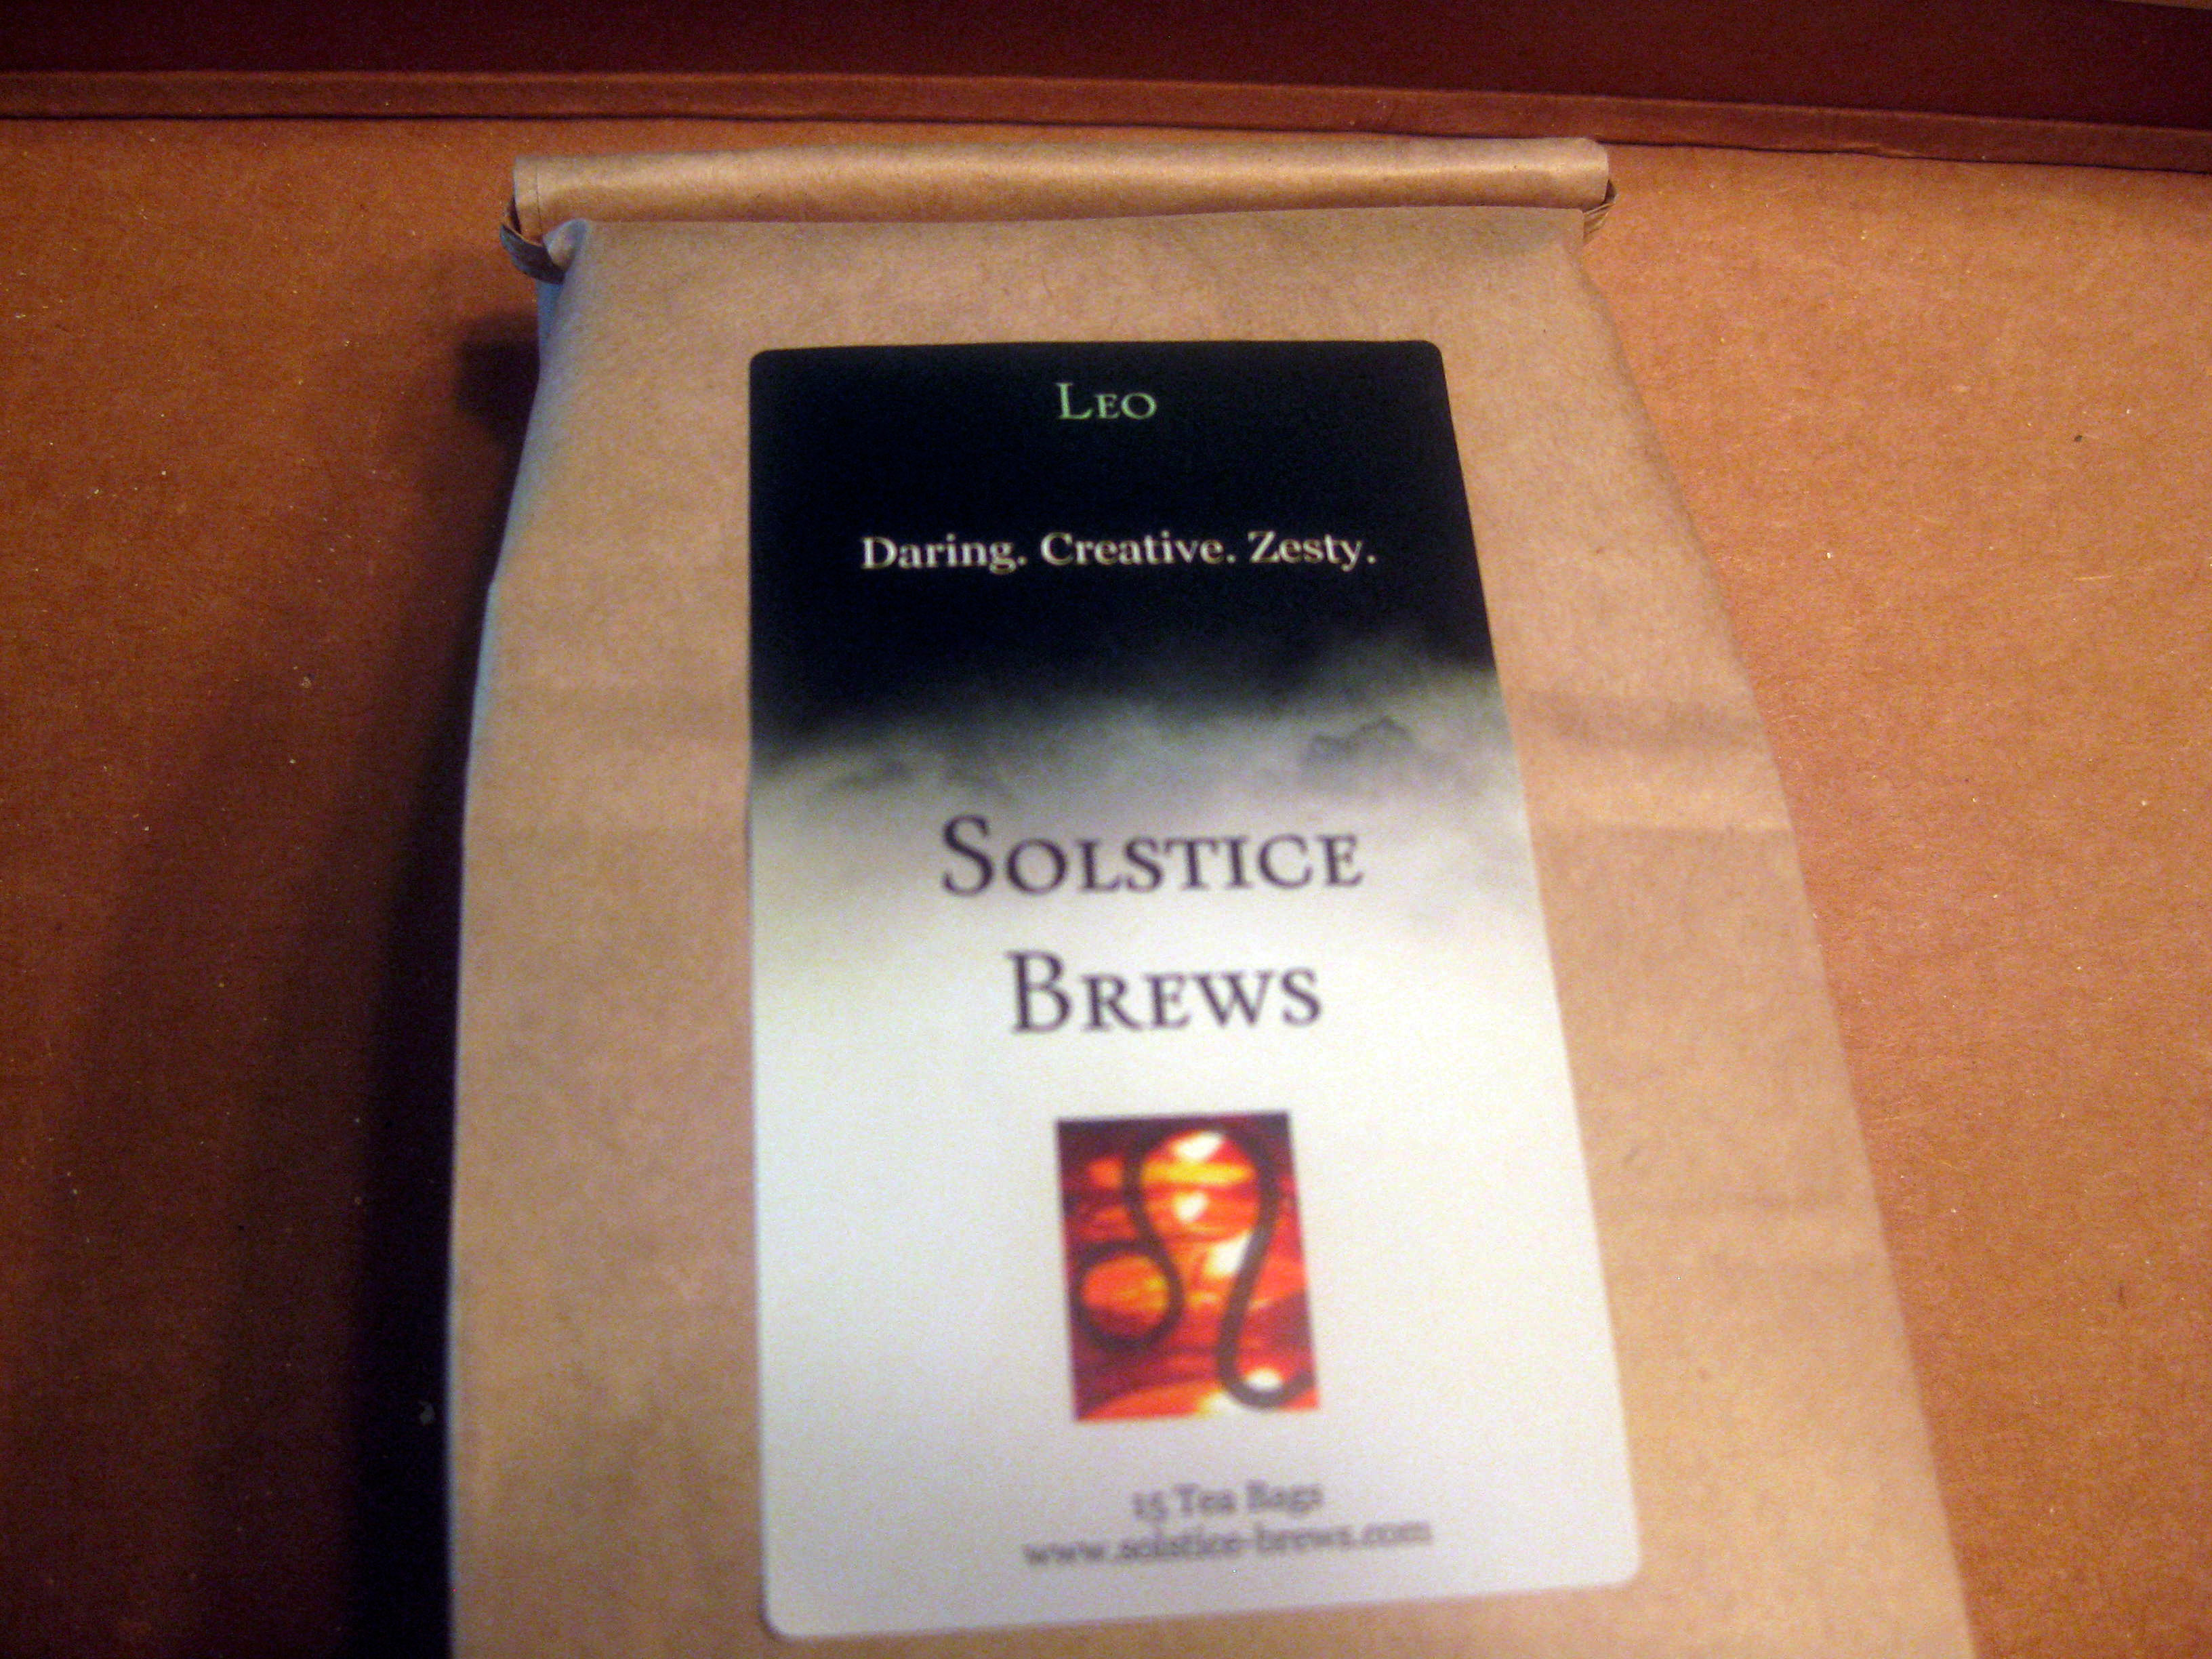 Leo
Daring. Creative. Zesty.
Solstice
Brews
15 Tea Bags
www.solstice-brews.com